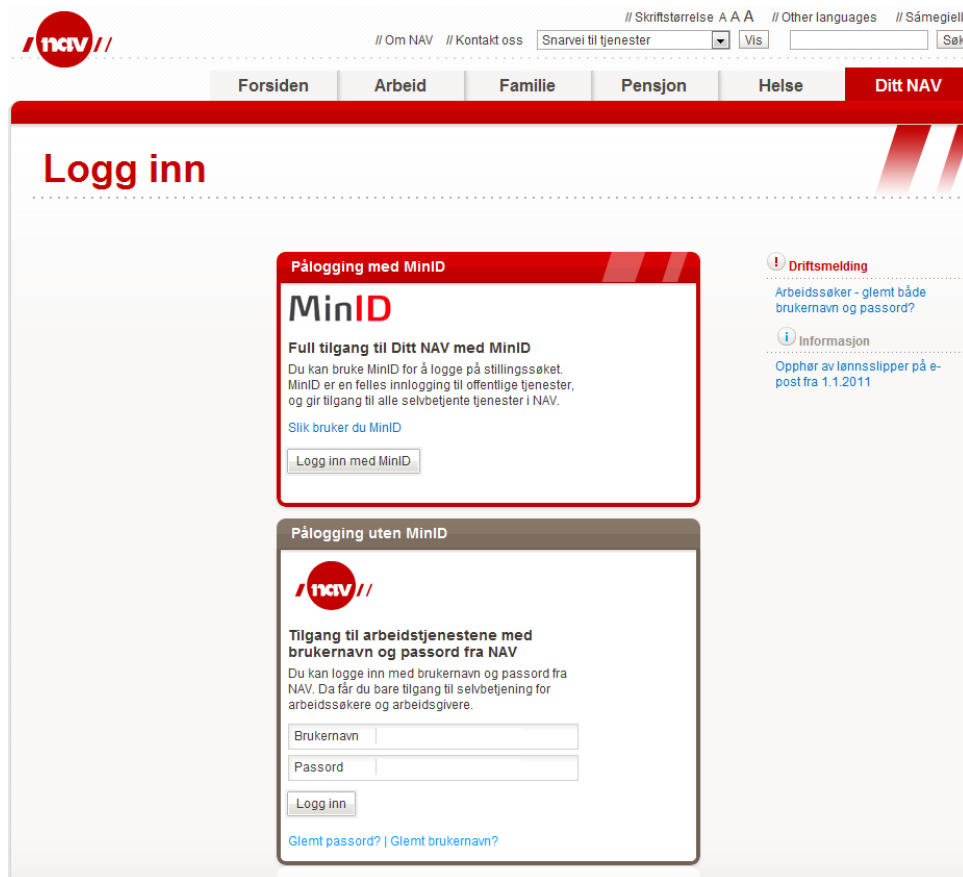 // Skriftstørrelse A A A // Other languages // Sámegiell
nav // Om NAV // Kontakt oss Snarvei til tjenester Vis Søk
Forsiden Arbeid Familie Pensjon Helse Ditt NAV
Logg inn
Pålogging med MinID
MinID
Full tilgang til Ditt NAV med MinID
Du kan bruke MinID for å logge på stillingssøket.
MinID er en felles innlogging til offentlige tjenester,
og gir tilgang til alle selvbetjente tjenester i NAV.
Slik bruker du MinID
Logg inn med MinID
Pålogging uten MinID
nav
Tilgang til arbeidstjenestene med
brukernavn og passord fra NAV
Du kan logge inn med brukernavn og passord fra
NAV. Da får du bare tilgang til selvbetjening for
arbeidssøkere og arbeidsgivere.
Brukernavn
Passord
Logg inn
Glemt passord? | Glemt brukernavn?
! Driftsmelding
Arbeidssøker - glemt både
brukernavn og passord?
i Informasjon
Opphør av lønnsslipper på e-
post fra 1.1.2011